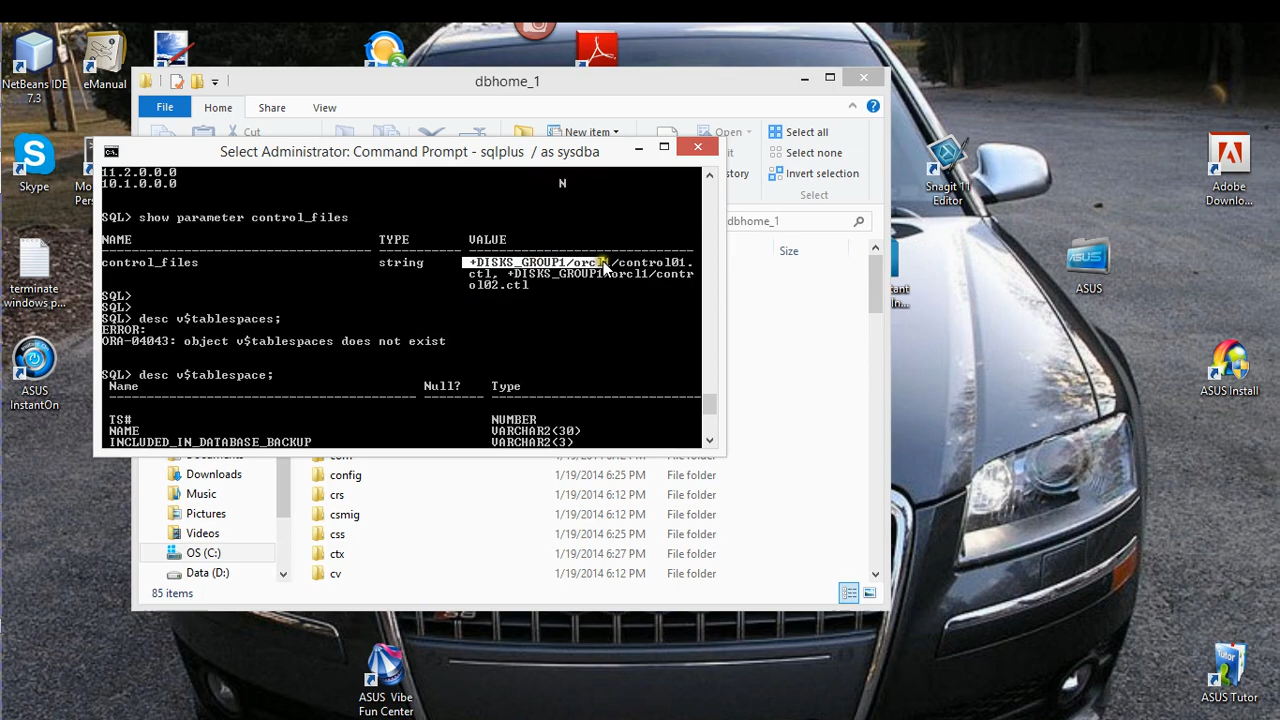 NetBeans IDE
7.3
eManual
Skype
terminate
windows_p...
ASUS
InstantOn
dbhome_1
File
Home
Share
View
Cut
New item
Open
Select all
Select none
Invert selection
Select
dbhome_1
Size
Select Administrator: Command Prompt - sqlplus / as sysdba
11.2.0.0.0
10.1.0.0.0 N
SQL> show parameter control_files
NAME TYPE VALUE
control_files string +DISKS_GROUP1/orcl1/control01.
ctl, +DISKS_GROUP1/orcl1/contr
ol02.ctl
SQL>
SQL>
SQL> desc v$tablespaces;
ERROR:
ORA-04043: object v$tablespaces does not exist
SQL> desc v$tablespace;
Name Null? Type
TS# NUMBER
NAME VARCHAR2(30)
INCLUDED_IN_DATABASE_BACKUP VARCHAR2(3)
Downloads
Music
Pictures
Videos
OS (C:)
Data (D:)
config 1/19/2014 6:25 PM File folder
crs 1/19/2014 6:12 PM File folder
csmig 1/19/2014 6:12 PM File folder
css 1/19/2014 6:25 PM File folder
ctx 1/19/2014 6:27 PM File folder
cv 1/19/2014 6:12 PM File folder
85 items
Snagit 11
Editor
Adobe
Downlo...
ASUS
ASUS Install
ASUS Vibe
Fun Center
ASUS Tutor